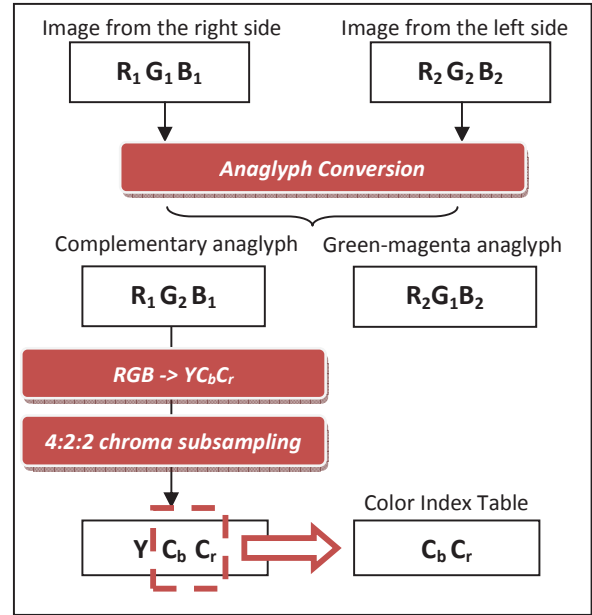 Image from the right side
Image from the left side
R₁ G₁ B₁
R₂ G₂ B₂
Anaglyph Conversion
Complementary anaglyph
Green-magenta anaglyph
R₁ G₂ B₁
R₂G₁B₂
RGB -> YCbCr
4:2:2 chroma subsampling
Color Index Table
Y Cb Cr
Cb Cr